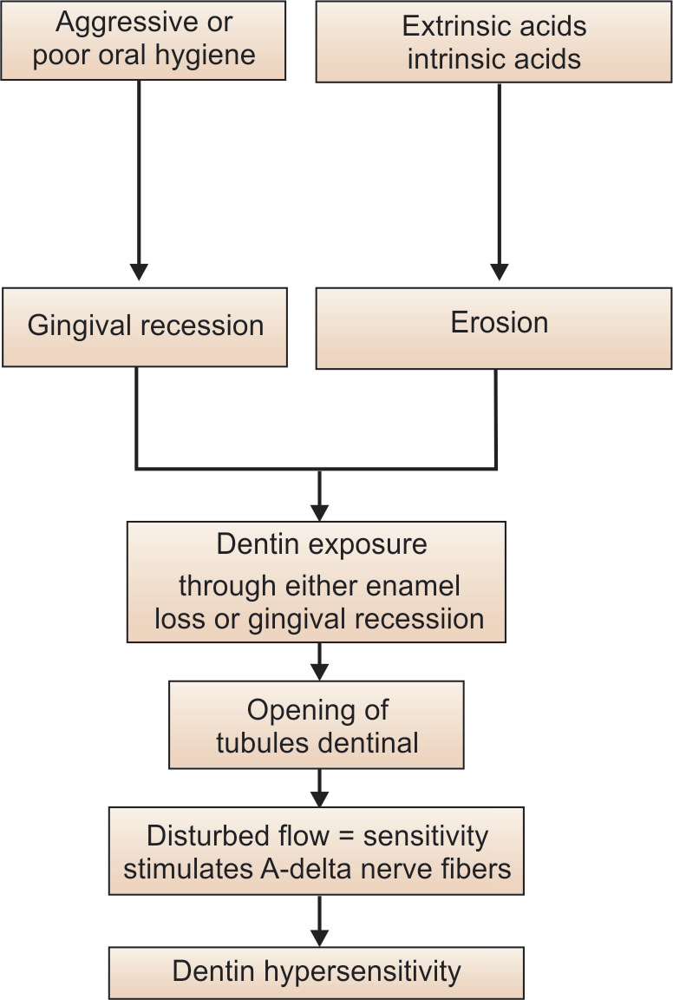 Aggressive or
poor oral hygiene
Extrinsic acids
intrinsic acids
Gingival recession
Erosion
Dentin exposure
through either enamel
loss or gingival recessiion
Opening of
tubules dentinal
Disturbed flow = sensitivity
stimulates A-delta nerve fibers
Dentin hypersensitivity